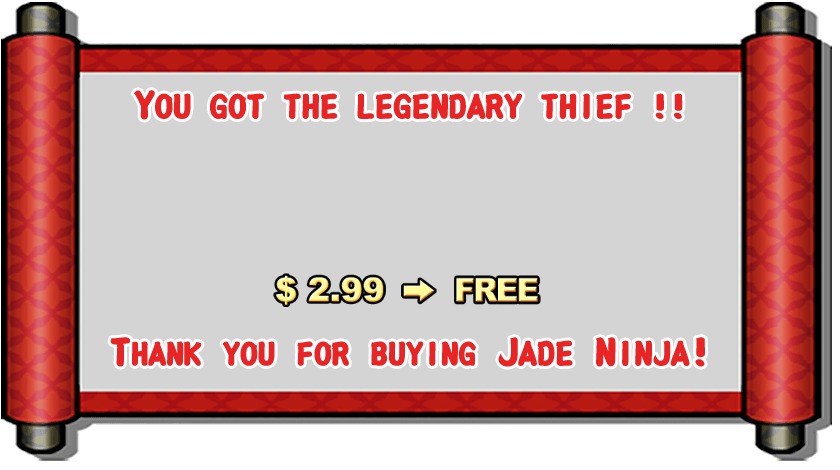 You got the legendary thief !!
$ 2.99 ➡ FREE
Thank you for buying Jade Ninja!